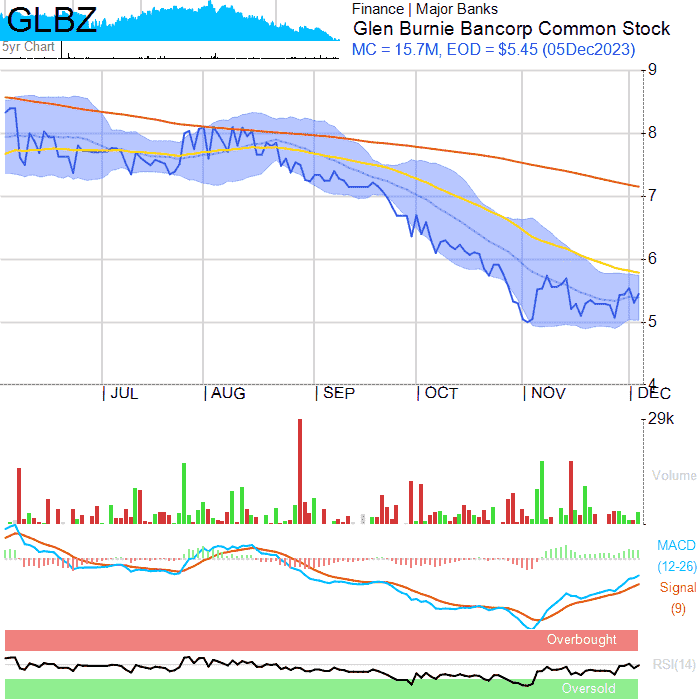 GLBZ
5yr Chart
Finance | Major Banks
Glen Burnie Bancorp Common Stock
MC = 15.7M, EOD = $5.45 (05Dec2023)
9
8
7
6
5
4
JUL AUG SEP OCT NOV DEC
29k
Volume
MACD
(12-26)
Signal
(9)
Overbought
RSI(14)
Oversold